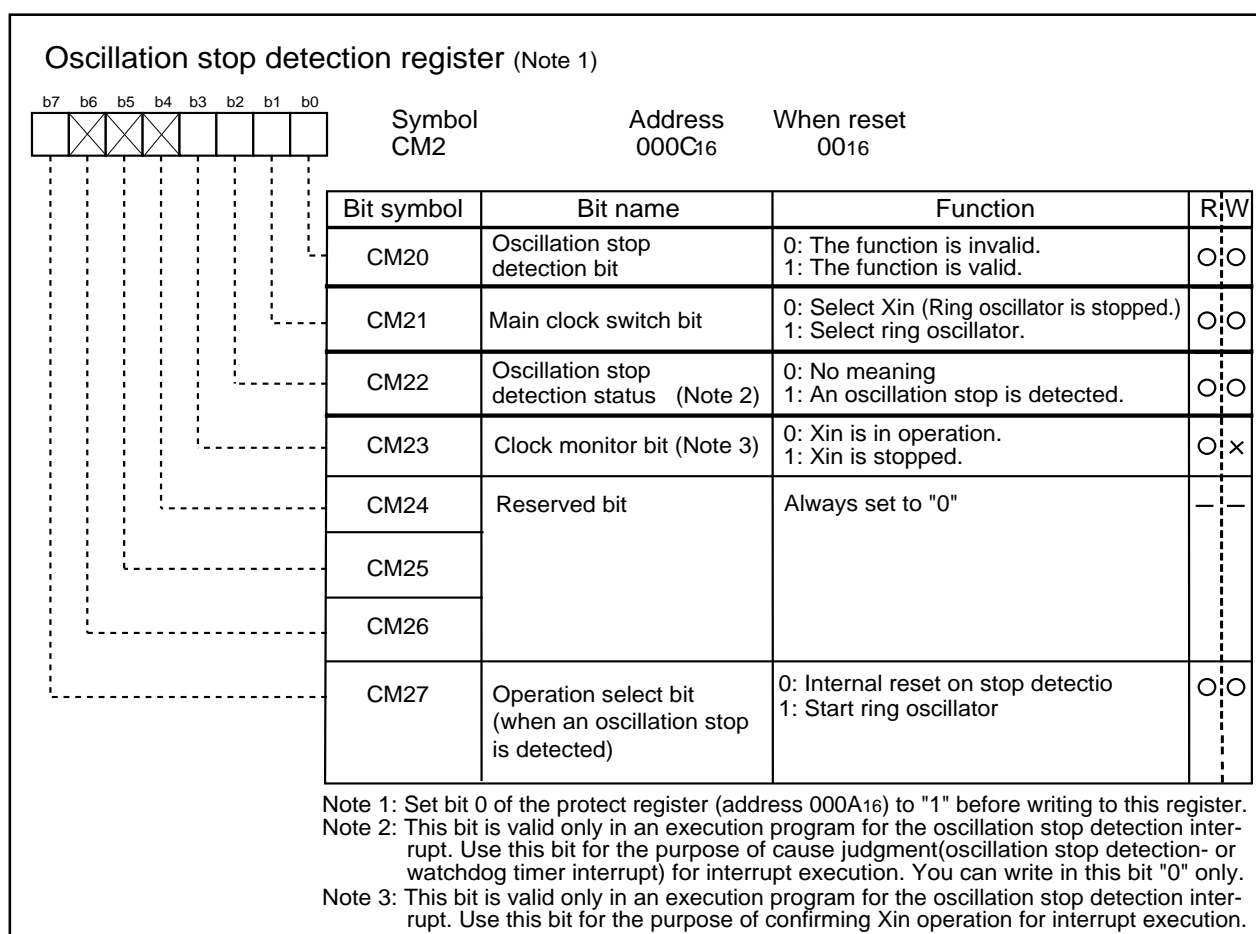 Oscillation stop detection register (Note 1)
b7 b6 b5 b4 b3 b2 b1 b0
Symbol Address When reset
CM2 000C16 0016
Bit symbol Bit name Function R W
CM20 Oscillation stop detection bit 0: The function is invalid.
1: The function is valid.
CM21 Main clock switch bit 0: Select Xin (Ring oscillator is stopped.)
1: Select ring oscillator.
CM22 Oscillation stop detection status (Note 2) 0: No meaning
1: An oscillation stop is detected.
CM23 Clock monitor bit (Note 3) 0: Xin is in operation.
1: Xin is stopped.
CM24 Reserved bit Always set to "0" – –
CM25
CM26
CM27 Operation select bit (when an oscillation stop is detected) 0: Internal reset on stop detectio
1: Start ring oscillator
Note 1: Set bit 0 of the protect register (address 000A16) to "1" before writing to this register.
Note 2: This bit is valid only in an execution program for the oscillation stop detection inter-
rupt. Use this bit for the purpose of cause judgment(oscillation stop detection- or
watchdog timer interrupt) for interrupt execution. You can write in this bit "0" only.
Note 3: This bit is valid only in an execution program for the oscillation stop detection inter-
rupt. Use this bit for the purpose of confirming Xin operation for interrupt execution.